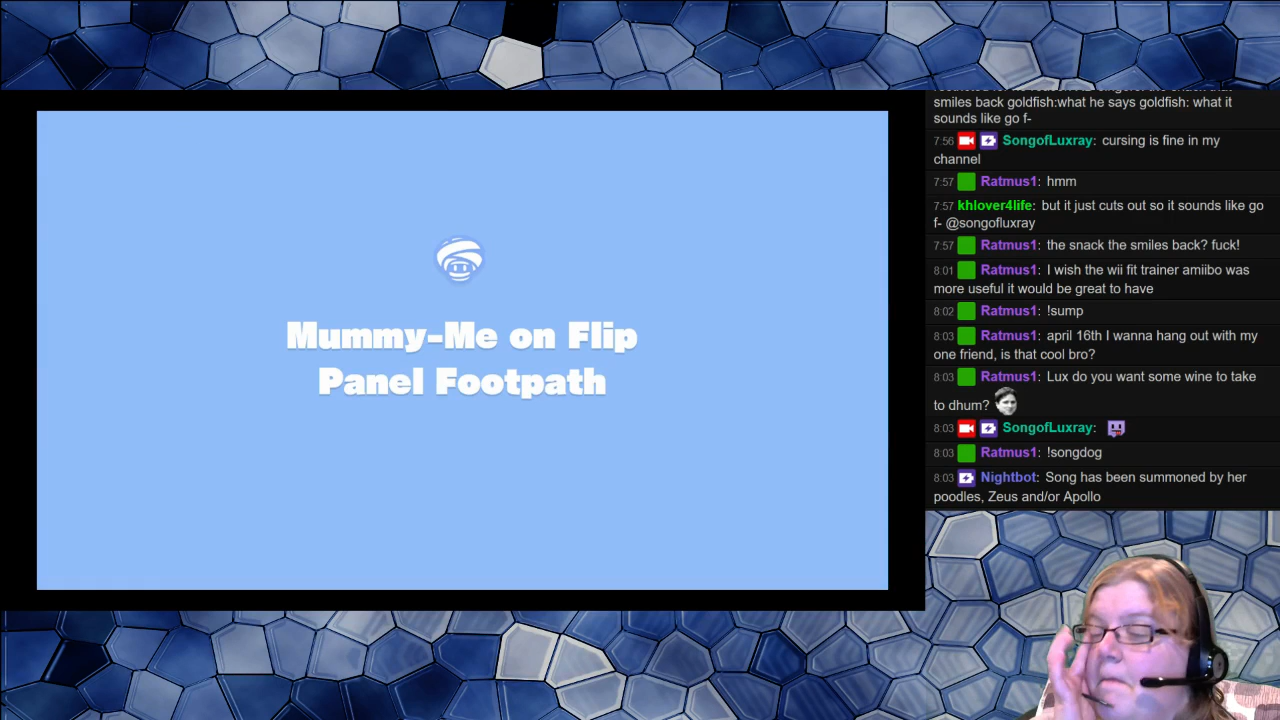 Mummy-Me on Flip
Panel Footpath
smiles back goldfish:what he says goldfish: what it
sounds like go f-
7:56 SongofLuxray: cursing is fine in my
channel
7:57 Ratmus1: hmm
7:57 khlover4life: but it just cuts out so it sounds like go
f- @songofluxray
7:57 Ratmus1: the snack the smiles back? fuck!
8:01 Ratmus1: I wish the wii fit trainer amiibo was
more useful it would be great to have
8:02 Ratmus1: !sump
8:03 Ratmus1: april 16th I wanna hang out with my
one friend, is that cool bro?
8:03 Ratmus1: Lux do you want some wine to take
to dhum?
8:03 SongofLuxray:
8:03 Ratmus1: !songdog
8:03 Nightbot: Song has been summoned by her
poodles, Zeus and/or Apollo